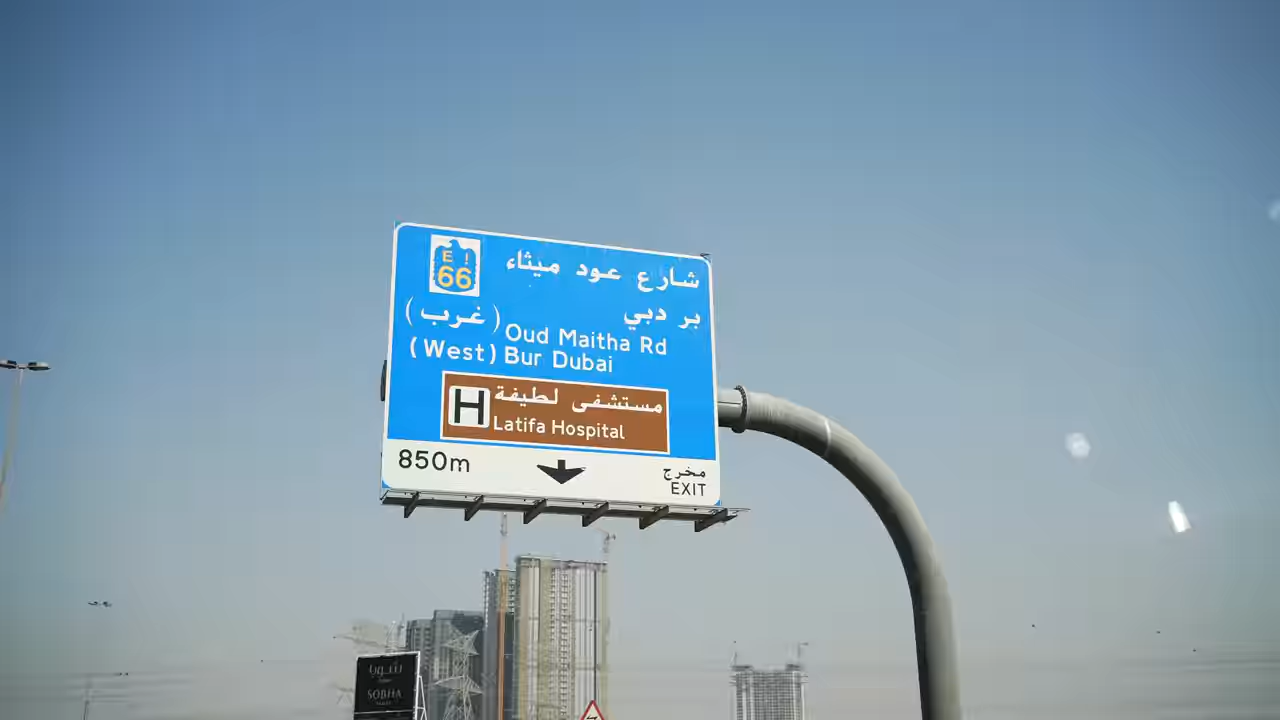 E !
66
شارع عود ميثاء
بر دبي (غرب)
Oud Maitha Rd
(West) Bur Dubai
مستشفى لطيفة
H
Latifa Hospital
850m
مخرج
EXIT
شوبا
SOBHA